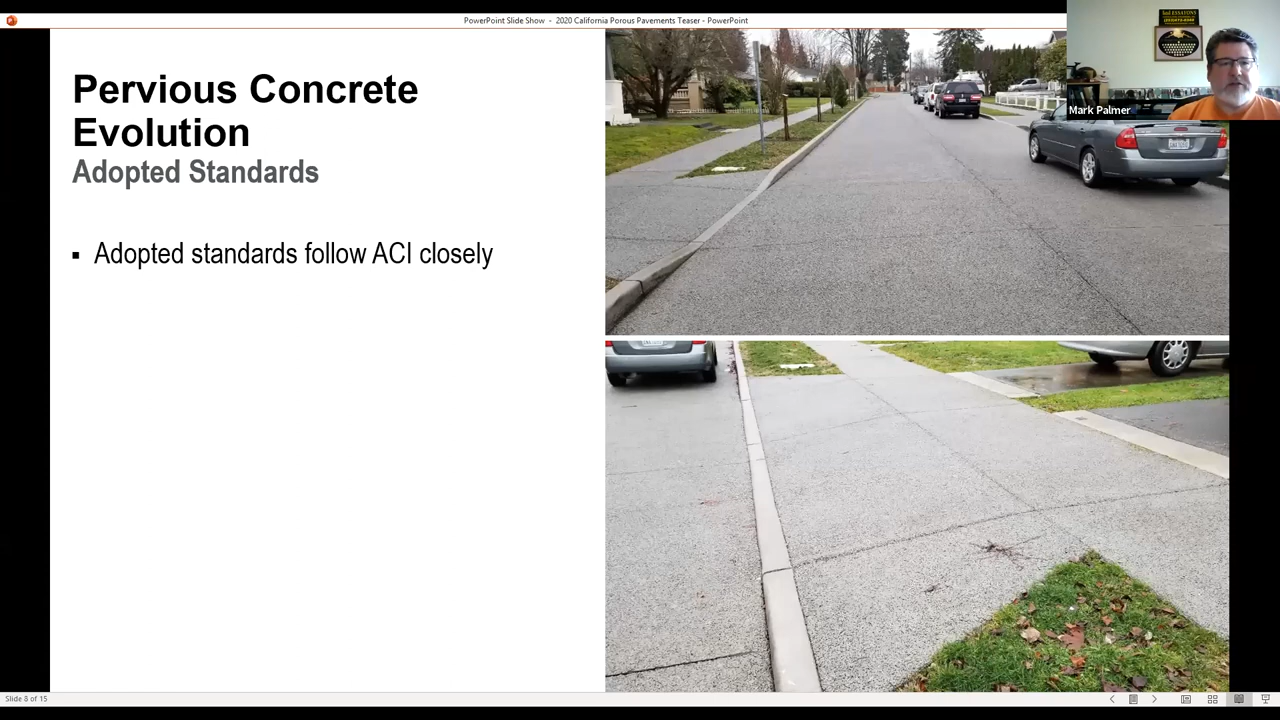 PowerPoint Slide Show - 2020 California Porous Pavements Teaser - PowerPoint
Mark Palmer
Pervious Concrete
Evolution
Adopted Standards
▪ Adopted standards follow ACI closely
Slide 8 of 15